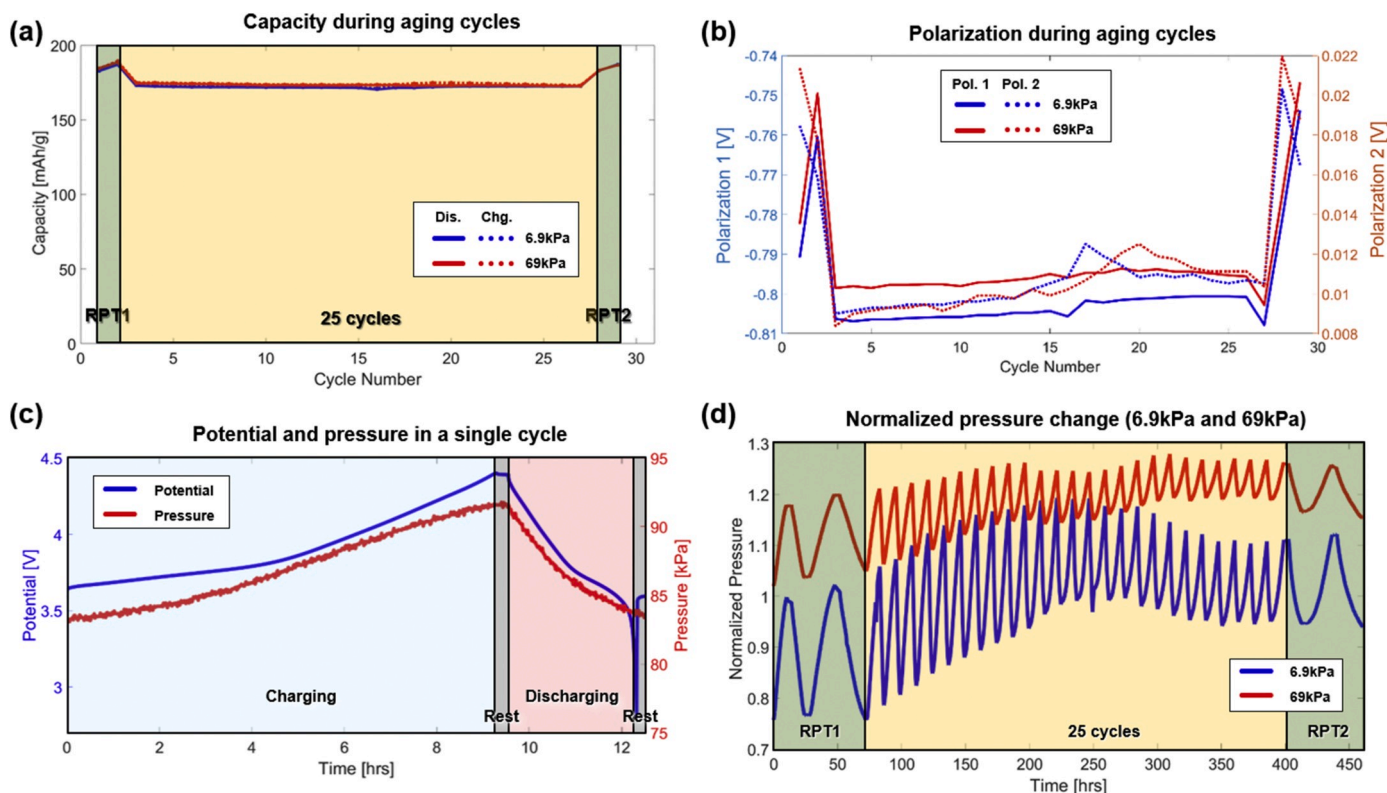 (a)
Capacity during aging cycles
200
150
100
50
0
Capacity [mAh/g]
Dis. Chg.
6.9kPa
69kPa
RPT1
25 cycles
RPT2
0 5 10 15 20 25 30
Cycle Number
(b)
Polarization during aging cycles
-0.74
-0.75
-0.76
-0.77
-0.78
-0.79
-0.8
-0.81
Polarization 1 [V]
Pol. 1 Pol. 2
6.9kPa
69kPa
0.022
0.02
0.018
0.016
0.014
0.012
0.01
0.008
Polarization 2 [V]
0 5 10 15 20 25 30
Cycle Number
(c)
Potential and pressure in a single cycle
4.5
4
3.5
3
Potential [V]
Potential
Pressure
Charging
Rest
Discharging
Rest
95
90
85
80
75
Pressure [kPa]
0 2 4 6 8 10 12
Time [hrs]
(d)
Normalized pressure change (6.9kPa and 69kPa)
1.3
1.2
1.1
1
0.9
0.8
0.7
Normalized Pressure
6.9kPa
69kPa
RPT1
25 cycles
RPT2
0 50 100 150 200 250 300 350 400 450
Time [hrs]